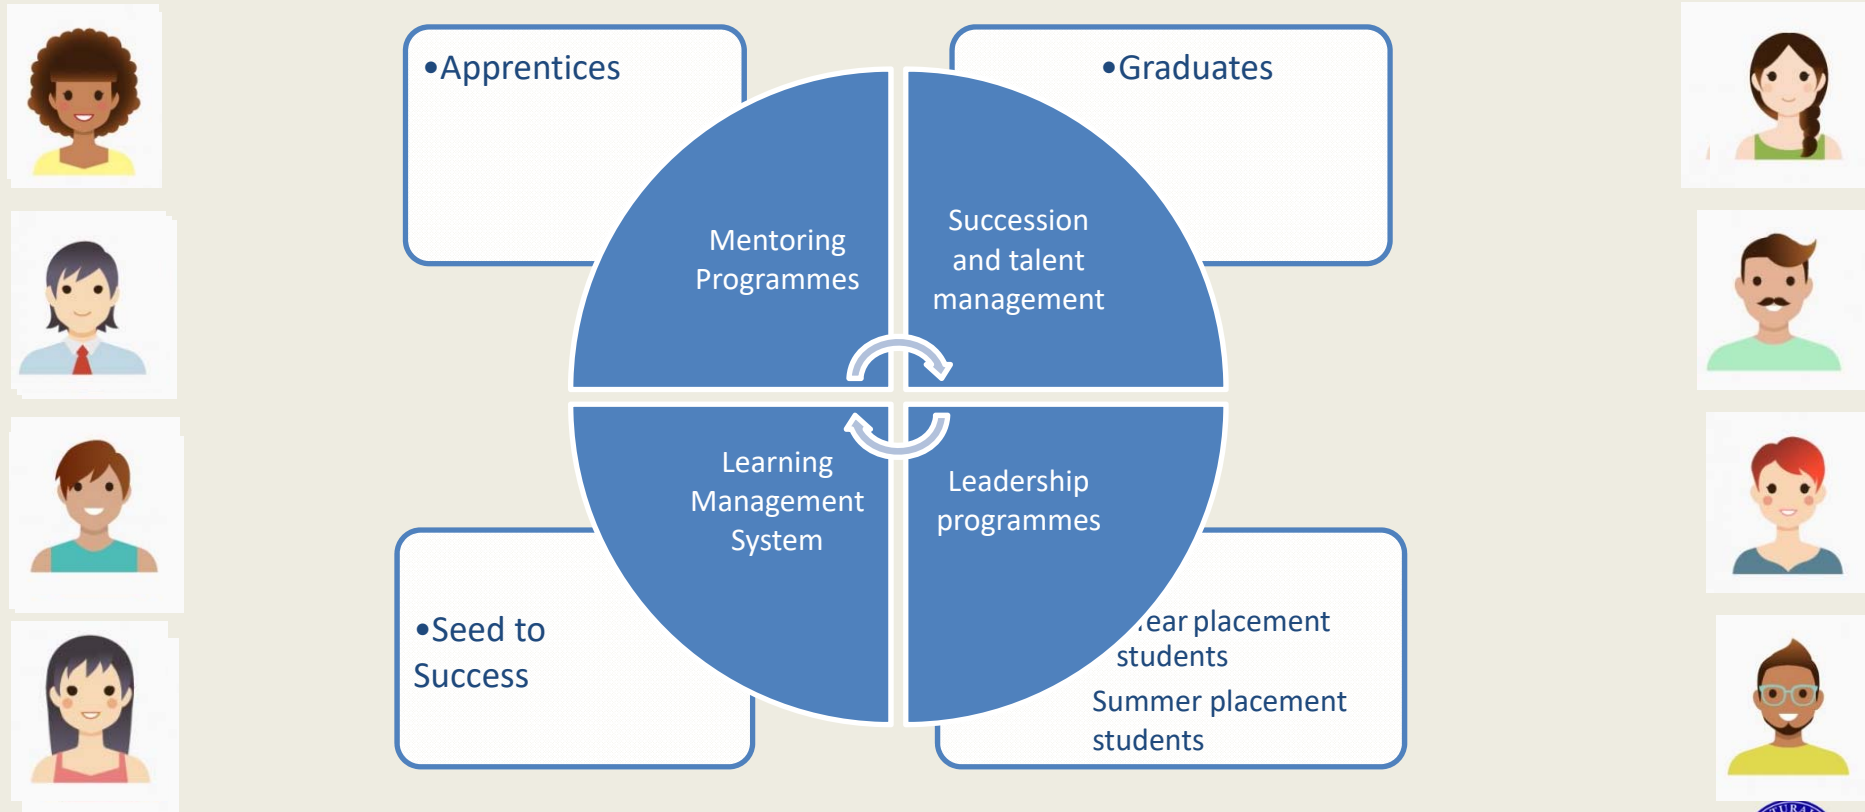 •Apprentices
•Graduates
Mentoring
Programmes
Succession
and talent
management
Learning
Management
System
Leadership
programmes
•Seed to
Success
placement
students
Summer placement
students